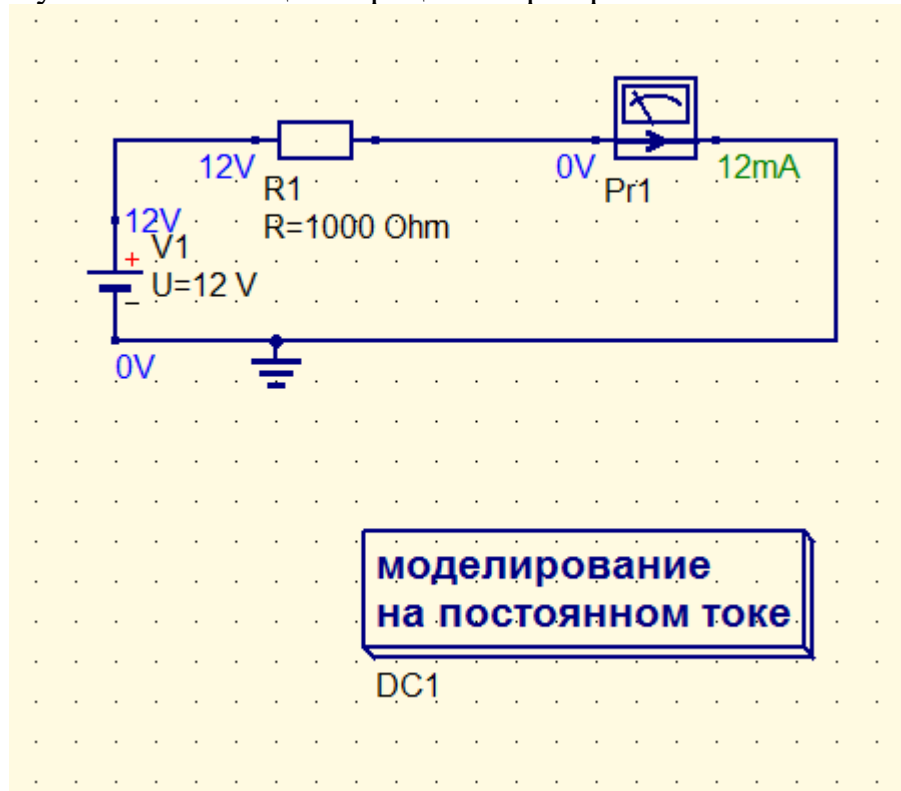 12V
R1
R=1000 Ohm
0V
Pr1
12mA
12V
+
V1
U=12 V
–
0V
моделирование
на постоянном токе
DC1